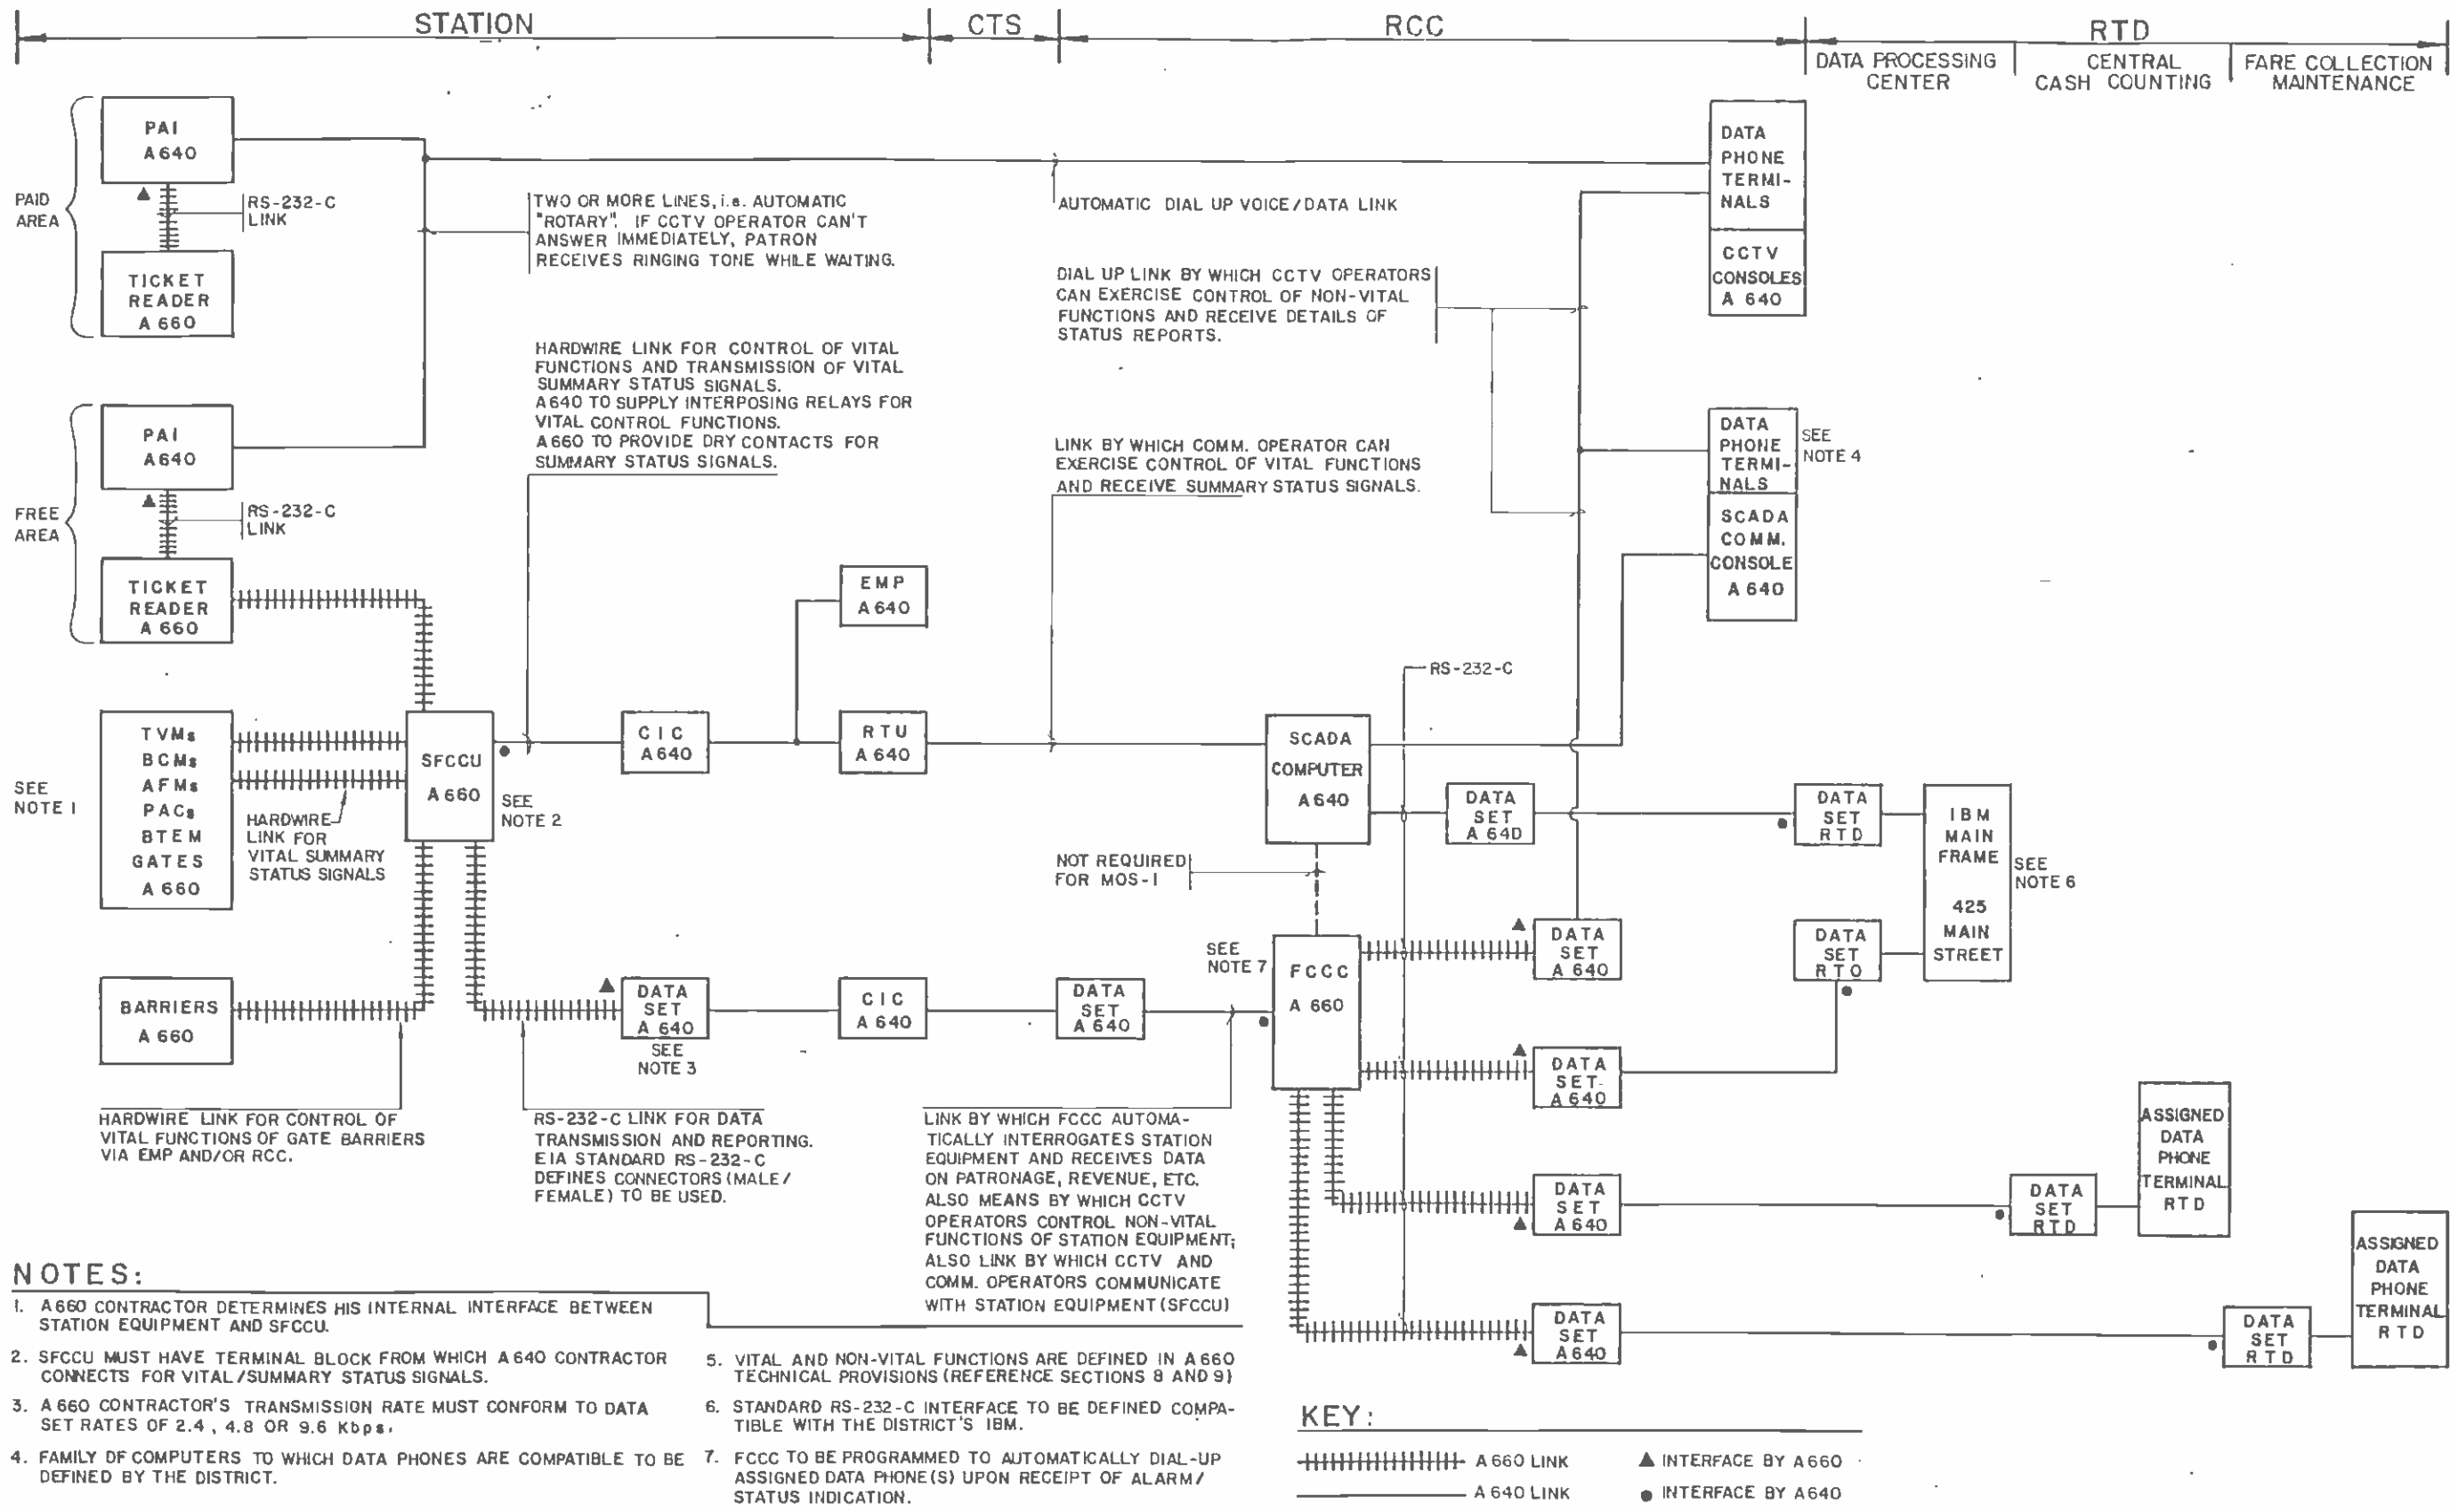 STATION
CTS
RCC
RTD
DATA PROCESSING
CENTER
CENTRAL
CASH COUNTING
FARE COLLECTION
MAINTENANCE
PAID
AREA
PAI
A640
RS-232-C
LINK
TICKET
READER
A 660
TWO OR MORE LINES, i.e. AUTOMATIC
"ROTARY". IF CCTV OPERATOR CAN'T
ANSWER IMMEDIATELY, PATRON
RECEIVES RINGING TONE WHILE WAITING.
AUTOMATIC DIAL UP VOICE/DATA LINK
DIAL UP LINK BY WHICH CCTV OPERATORS
CAN EXERCISE CONTROL OF NON-VITAL
FUNCTIONS AND RECEIVE DETAILS OF
STATUS REPORTS.
DATA
PHONE
TERMI-
NALS
CCTV
CONSOLES
A 640
FREE
AREA
PAI
A640
RS-232-C
LINK
TICKET
READER
A 660
HARDWIRE LINK FOR CONTROL OF VITAL
FUNCTIONS AND TRANSMISSION OF VITAL
SUMMARY STATUS SIGNALS.
A640 TO SUPPLY INTERPOSING RELAYS FOR
VITAL CONTROL FUNCTIONS.
A660 TO PROVIDE DRY CONTACTS FOR
SUMMARY STATUS SIGNALS.
LINK BY WHICH COMM. OPERATOR CAN
EXERCISE CONTROL OF VITAL FUNCTIONS
AND RECEIVE SUMMARY STATUS SIGNALS.
DATA
PHONE
TERMI-
NALS
SEE
NOTE 4
SCADA
COMM.
CONSOLE
A 640
EMP
A 640
RS-232-C
SEE
NOTE 1
TVMs
BCMs
AFMs
PACs
BTEM
GATES
A 660
HARDWIRE
LINK FOR
VITAL SUMMARY
STATUS SIGNALS
SFCCU
A 660
SEE
NOTE 2
CIC
A640
RTU
A 640
SCADA
COMPUTER
A640
DATA
SET
A 640
DATA
SET
RTD
IBM
MAIN
FRAME
425
MAIN
STREET
SEE
NOTE 6
NOT REQUIRED
FOR MOS-1
BARRIERS
A 660
DATA
SET
A 640
SEE
NOTE 3
CIC
A 640
DATA
SET
A 640
SEE
NOTE 7
FCCC
A 660
DATA
SET
A 640
DATA
SET
RTD
DATA
SET
A 640
HARDWIRE LINK FOR CONTROL OF
VITAL FUNCTIONS OF GATE BARRIERS
VIA EMP AND/OR RCC.
RS-232-C LINK FOR DATA
TRANSMISSION AND REPORTING.
EIA STANDARD RS-232-C
DEFINES CONNECTORS (MALE/
FEMALE) TO BE USED.
LINK BY WHICH FCCC AUTOMA-
TICALLY INTERROGATES STATION
EQUIPMENT AND RECEIVES DATA
ON PATRONAGE, REVENUE, ETC.
ALSO MEANS BY WHICH CCTV
OPERATORS CONTROL NON-VITAL
FUNCTIONS OF STATION EQUIPMENT;
ALSO LINK BY WHICH CCTV AND
COMM. OPERATORS COMMUNICATE
WITH STATION EQUIPMENT (SFCCU)
DATA
SET
A 640
DATA
SET
RTD
ASSIGNED
DATA
PHONE
TERMINAL
RTD
DATA
SET
A 640
DATA
SET
RTD
ASSIGNED
DATA
PHONE
TERMINAL
RTD
NOTES:
1. A660 CONTRACTOR DETERMINES HIS INTERNAL INTERFACE BETWEEN
STATION EQUIPMENT AND SFCCU.
2. SFCCU MUST HAVE TERMINAL BLOCK FROM WHICH A640 CONTRACTOR
CONNECTS FOR VITAL/SUMMARY STATUS SIGNALS.
3. A660 CONTRACTOR'S TRANSMISSION RATE MUST CONFORM TO DATA
SET RATES OF 2.4, 4.8 OR 9.6 Kbps.
4. FAMILY OF COMPUTERS TO WHICH DATA PHONES ARE COMPATIBLE TO BE
DEFINED BY THE DISTRICT.
5. VITAL AND NON-VITAL FUNCTIONS ARE DEFINED IN A660
TECHNICAL PROVISIONS (REFERENCE SECTIONS 8 AND 9)
6. STANDARD RS-232-C INTERFACE TO BE DEFINED COMPA-
TIBLE WITH THE DISTRICT'S IBM.
7. FCCC TO BE PROGRAMMED TO AUTOMATICALLY DIAL-UP
ASSIGNED DATA PHONE(S) UPON RECEIPT OF ALARM/
STATUS INDICATION.
KEY:
A660 LINK
A640 LINK
INTERFACE BY A660
INTERFACE BY A640